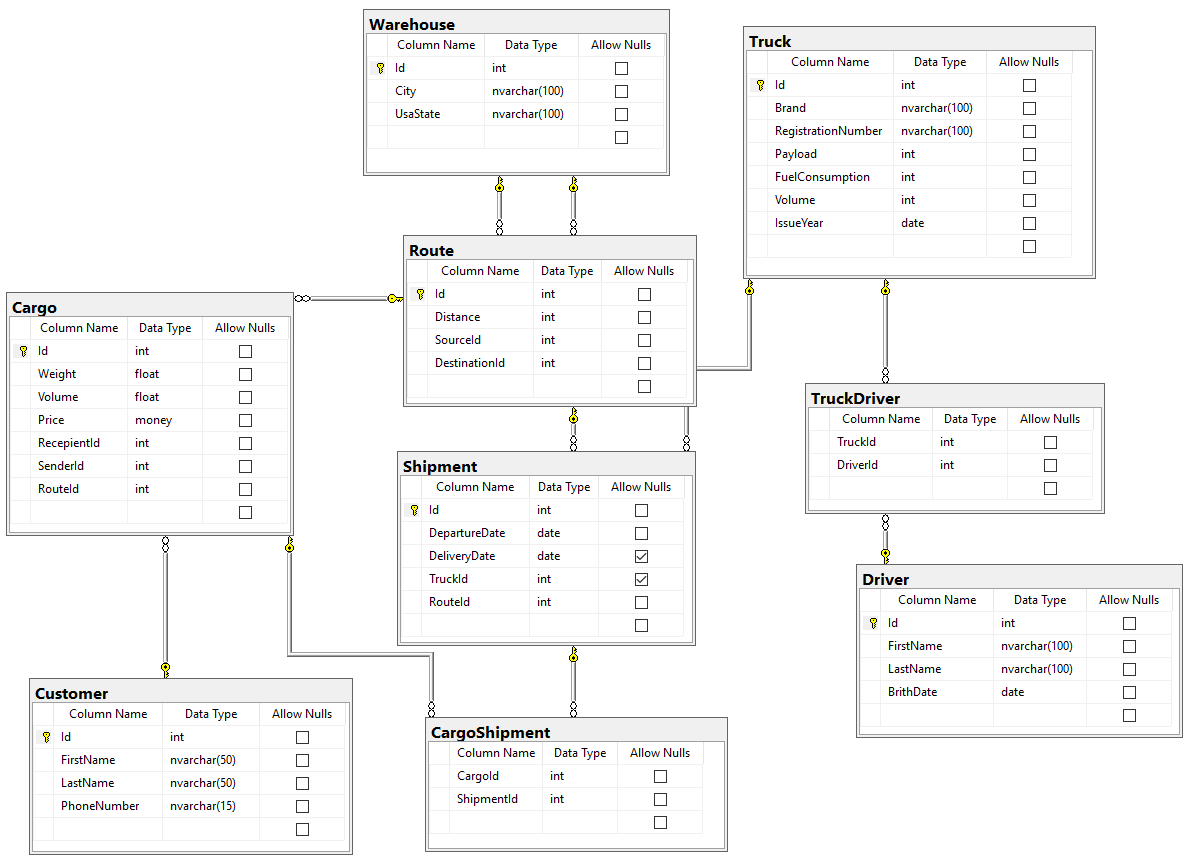 Warehouse
Column Name Data Type Allow Nulls
Id int
City nvarchar(100)
UsaState nvarchar(100)
Truck
Column Name Data Type Allow Nulls
Id int
Brand nvarchar(100)
RegistrationNumber nvarchar(100)
Payload int
FuelConsumption int
Volume int
IssueYear date
Route
Column Name Data Type Allow Nulls
Id int
Distance int
SourceId int
DestinationId int
Cargo
Column Name Data Type Allow Nulls
Id int
Weight float
Volume float
Price money
RecepientId int
SenderId int
RouteId int
TruckDriver
Column Name Data Type Allow Nulls
TruckId int
DriverId int
Shipment
Column Name Data Type Allow Nulls
Id int
DepartureDate date
DeliveryDate date
TruckId int
RouteId int
Driver
Column Name Data Type Allow Nulls
Id int
FirstName nvarchar(100)
LastName nvarchar(100)
BrithDate date
Customer
Column Name Data Type Allow Nulls
Id int
FirstName nvarchar(50)
LastName nvarchar(50)
PhoneNumber nvarchar(15)
CargoShipment
Column Name Data Type Allow Nulls
CargoId int
ShipmentId int